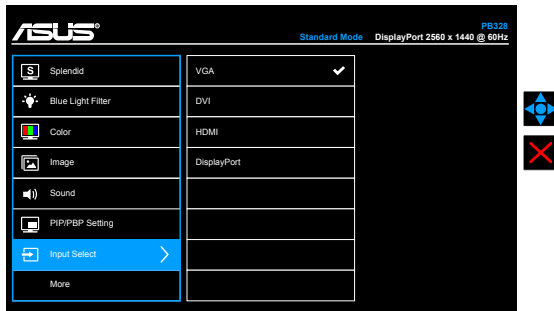 ASUS
PB328
Standard Mode DisplayPort 2560 x 1440 @ 60Hz
S Splendid
VGA
Blue Light Filter
DVI
Color
HDMI
Image
DisplayPort
Sound
PIP/PBP Setting
Input Select
More